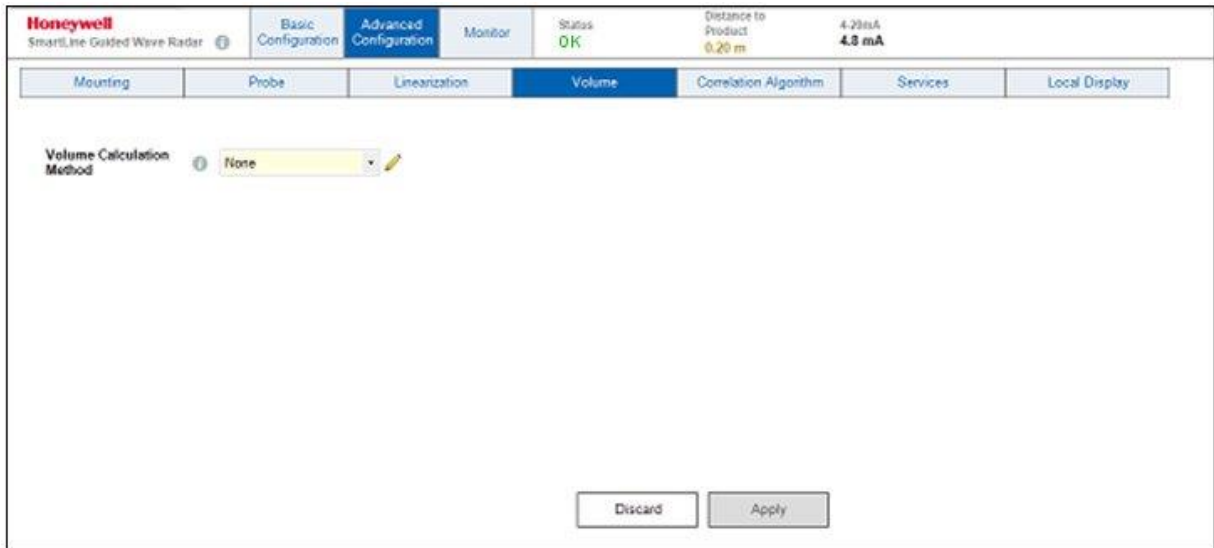 Honeywell
SmartLine Guided Wave Radar
Basic
Configuration
Advanced
Configuration
Monitor
Status
OK
Distance to
Product
0.20 m
4-20mA
4.8 mA
Mounting
Probe
Linearization
Volume
Correlation Algorithm
Services
Local Display
Volume Calculation
Method
None
Discard
Apply